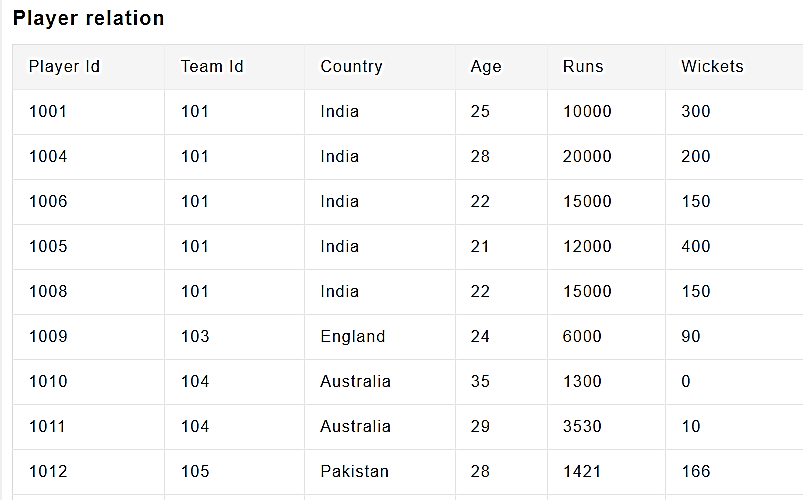 Player relation
Player Id Team Id Country Age Runs Wickets
1001 101 India 25 10000 300
1004 101 India 28 20000 200
1006 101 India 22 15000 150
1005 101 India 21 12000 400
1008 101 India 22 15000 150
1009 103 England 24 6000 90
1010 104 Australia 35 1300 0
1011 104 Australia 29 3530 10
1012 105 Pakistan 28 1421 166